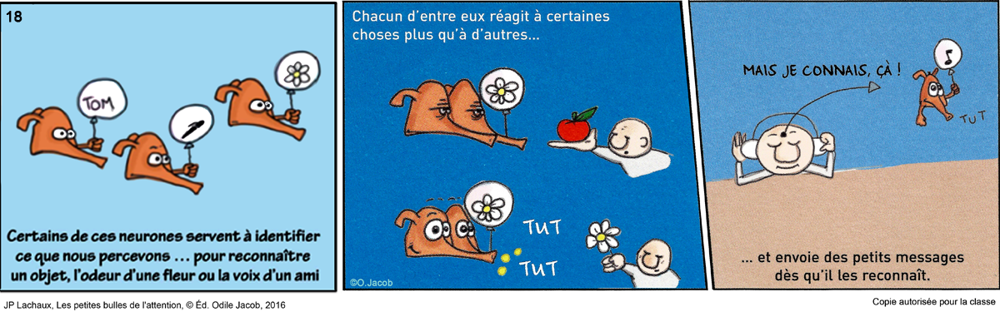 18
TOM
Certains de ces neurones servent à identifier
ce que nous percevons ... pour reconnaître
un objet, l'odeur d'une fleur ou la voix d'un ami
Chacun d'entre eux réagit à certaines
choses plus qu'à d'autres...
TUT
TUT
©O.Jacob
MAIS JE CONNAIS, ÇÀ !
TUT
... et envoie des petits messages
dès qu'il les reconnaît.
JP Lachaux, Les petites bulles de l'attention, © Éd. Odile Jacob, 2016
Copie autorisée pour la classe